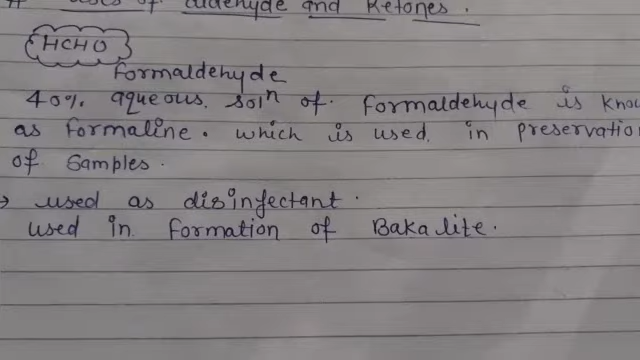 # Uses of aldehyde and Ketones.
HCHO
formaldehyde
40% aqueous soln of formaldehyde is know
as formaline. which is used in preservation
of samples.
→ used as disinfectant.
used in formation of Bakalite.